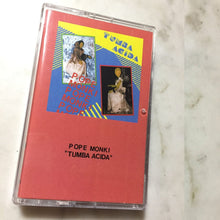 TUMBA
ACIDA
POPE MONKI
"TUMBA ACIDA"